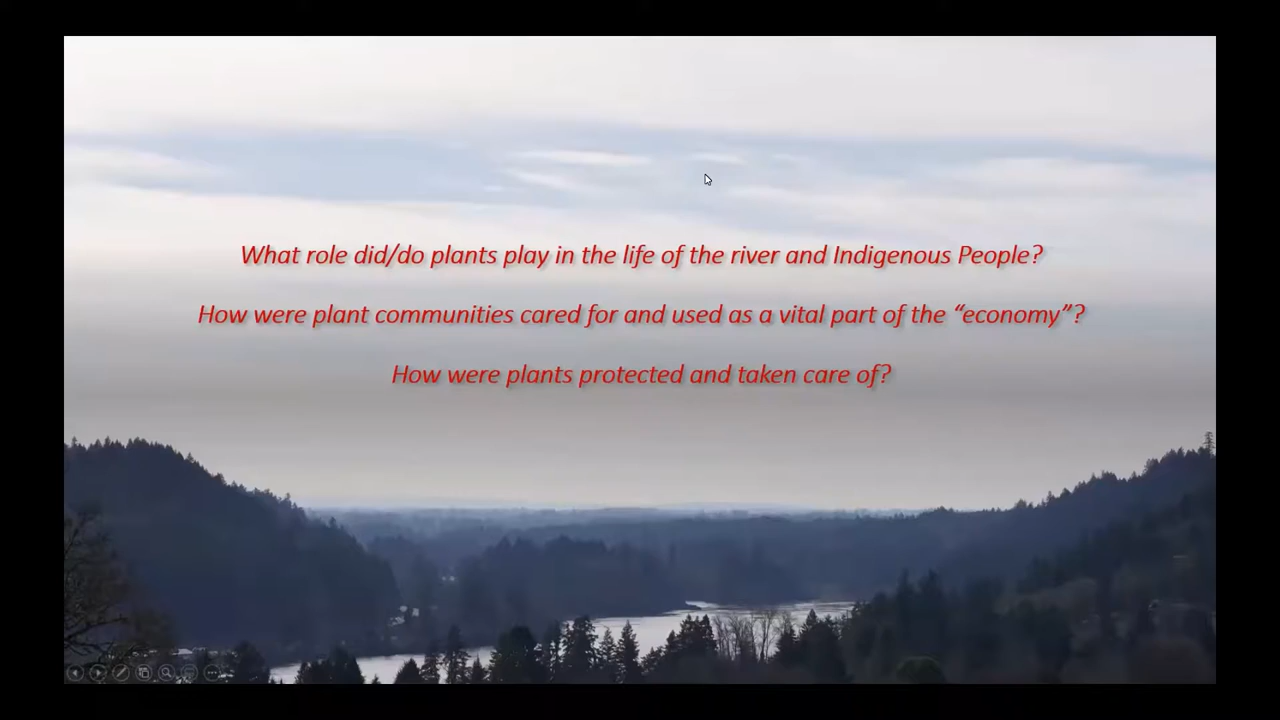 What role did/do plants play in the life of the river and Indigenous People?
How were plant communities cared for and used as a vital part of the “economy”?
How were plants protected and taken care of?